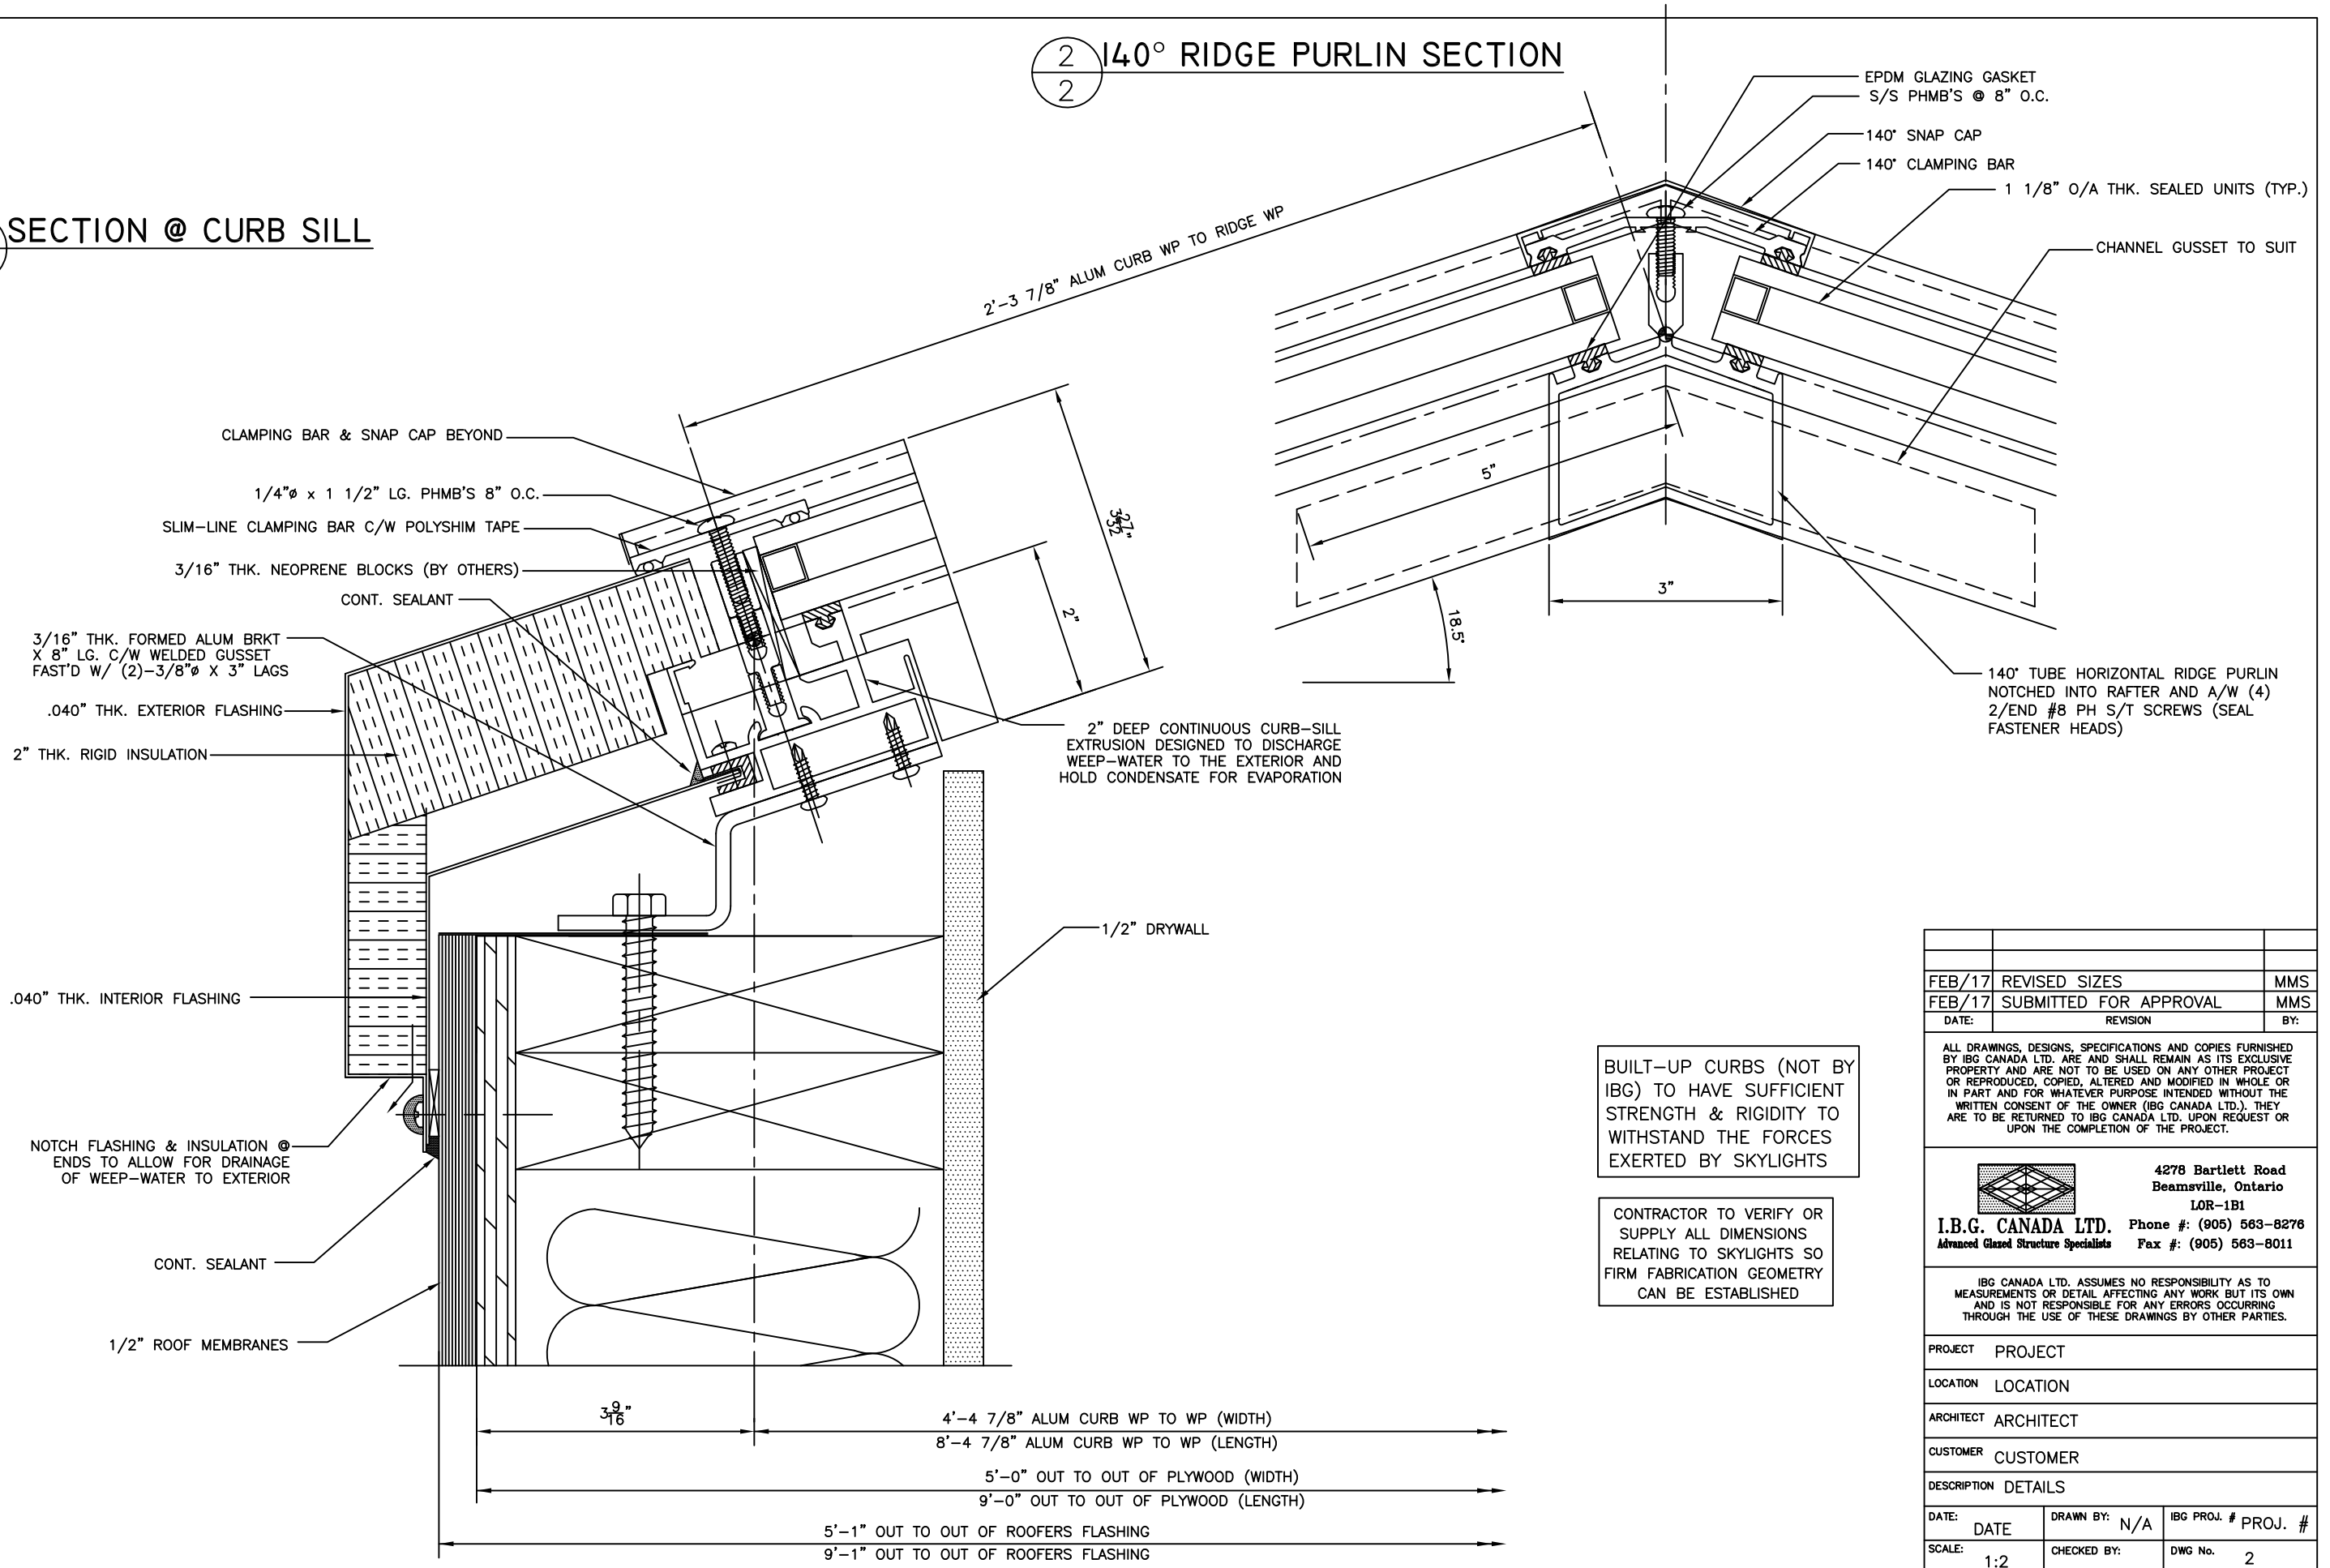 2
2
140° RIDGE PURLIN SECTION
EPDM GLAZING GASKET
S/S PHMB'S @ 8" O.C.
140° SNAP CAP
140° CLAMPING BAR
1 1/8" O/A THK. SEALED UNITS (TYP.)
CHANNEL GUSSET TO SUIT
SECTION @ CURB SILL
2'-3 7/8" ALUM CURB WP TO RIDGE WP
CLAMPING BAR & SNAP CAP BEYOND
1/4"ø x 1 1/2" LG. PHMB'S 8" O.C.
SLIM-LINE CLAMPING BAR C/W POLYSHIM TAPE
3/16" THK. NEOPRENE BLOCKS (BY OTHERS)
CONT. SEALANT
3/16" THK. FORMED ALUM BRKT
X 8" LG. C/W WELDED GUSSET
FAST'D W/ (2)-3/8"ø X 3" LAGS
.040" THK. EXTERIOR FLASHING
2" THK. RIGID INSULATION
3 27/32"
2"
5"
3"
18.5°
140° TUBE HORIZONTAL RIDGE PURLIN
NOTCHED INTO RAFTER AND A/W (4)
2/END #8 PH S/T SCREWS (SEAL
FASTENER HEADS)
2" DEEP CONTINUOUS CURB-SILL
EXTRUSION DESIGNED TO DISCHARGE
WEEP-WATER TO THE EXTERIOR AND
HOLD CONDENSATE FOR EVAPORATION
1/2" DRYWALL
.040" THK. INTERIOR FLASHING
NOTCH FLASHING & INSULATION @
ENDS TO ALLOW FOR DRAINAGE
OF WEEP-WATER TO EXTERIOR
CONT. SEALANT
1/2" ROOF MEMBRANES
3 9/16"
4'-4 7/8" ALUM CURB WP TO WP (WIDTH)
8'-4 7/8" ALUM CURB WP TO WP (LENGTH)
5'-0" OUT TO OUT OF PLYWOOD (WIDTH)
9'-0" OUT TO OUT OF PLYWOOD (LENGTH)
5'-1" OUT TO OUT OF ROOFERS FLASHING
9'-1" OUT TO OUT OF ROOFERS FLASHING
BUILT-UP CURBS (NOT BY
IBG) TO HAVE SUFFICIENT
STRENGTH & RIGIDITY TO
WITHSTAND THE FORCES
EXERTED BY SKYLIGHTS
CONTRACTOR TO VERIFY OR
SUPPLY ALL DIMENSIONS
RELATING TO SKYLIGHTS SO
FIRM FABRICATION GEOMETRY
CAN BE ESTABLISHED
FEB/17 REVISED SIZES MMS
FEB/17 SUBMITTED FOR APPROVAL MMS
DATE: REVISION BY:
ALL DRAWINGS, DESIGNS, SPECIFICATIONS AND COPIES FURNISHED
BY IBG CANADA LTD. ARE AND SHALL REMAIN AS ITS EXCLUSIVE
PROPERTY AND ARE NOT TO BE USED ON ANY OTHER PROJECT
OR REPRODUCED, COPIED, ALTERED AND MODIFIED IN WHOLE OR
IN PART AND FOR WHATEVER PURPOSE INTENDED WITHOUT THE
WRITTEN CONSENT OF THE OWNER (IBG CANADA LTD.). THEY
ARE TO BE RETURNED TO IBG CANADA LTD. UPON REQUEST OR
UPON THE COMPLETION OF THE PROJECT.
I.B.G. CANADA LTD.
Advanced Glazed Structure Specialists
4278 Bartlett Road
Beamsville, Ontario
L0R-1B1
Phone #: (905) 563-8276
Fax #: (905) 563-8011
IBG CANADA LTD. ASSUMES NO RESPONSIBILITY AS TO
MEASUREMENTS OR DETAIL AFFECTING ANY WORK BUT ITS OWN
AND IS NOT RESPONSIBLE FOR ANY ERRORS OCCURRING
THROUGH THE USE OF THESE DRAWINGS BY OTHER PARTIES.
PROJECT PROJECT
LOCATION LOCATION
ARCHITECT ARCHITECT
CUSTOMER CUSTOMER
DESCRIPTION DETAILS
DATE: DATE DRAWN BY: N/A IBG PROJ. # PROJ. #
SCALE: 1:2 CHECKED BY: DWG No. 2